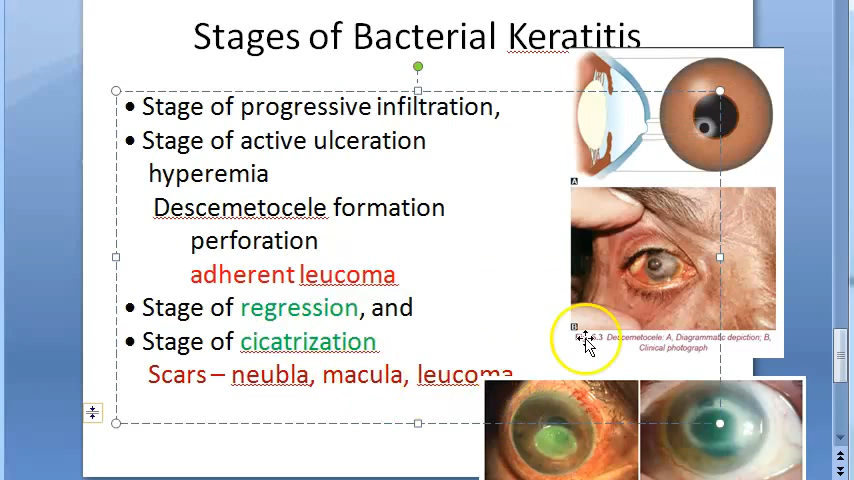 Stages of Bacterial Keratitis
• Stage of progressive infiltration,
• Stage of active ulceration
hyperemia
Descemetocele formation
perforation
adherent leucoma
• Stage of regression, and
• Stage of cicatrization
Scars – neubla, macula, leucoma
A
B
Descemetocele: A, Diagrammatic depiction; B,
Clinical photograph